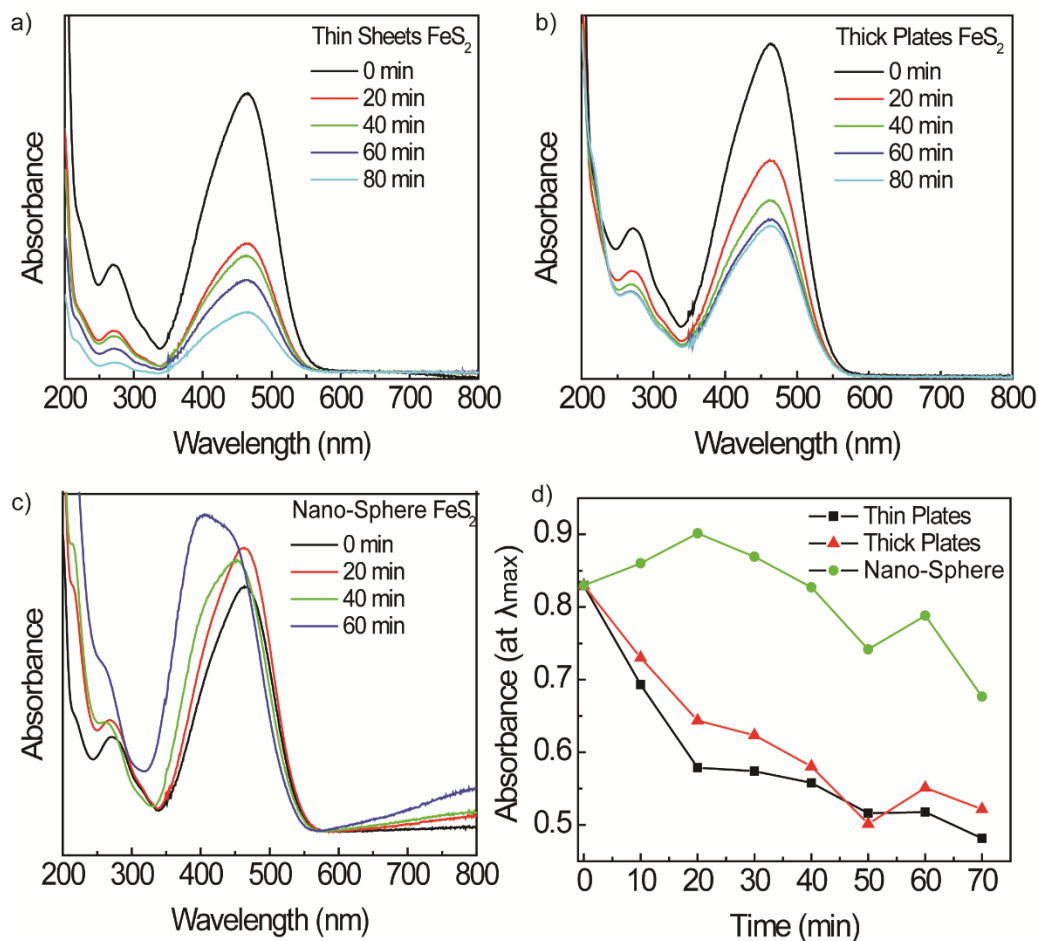 a)
Thin Sheets FeS₂
0 min
20 min
40 min
60 min
80 min
Absorbance
200 300 400 500 600 700 800
Wavelength (nm)
b)
Thick Plates FeS₂
0 min
20 min
40 min
60 min
80 min
Absorbance
200 300 400 500 600 700 800
Wavelength (nm)
c)
Nano-Sphere FeS₂
0 min
20 min
40 min
60 min
Absorbance
200 300 400 500 600 700 800
Wavelength (nm)
d)
Thin Plates
Thick Plates
Nano-Sphere
Absorbance (at λmax)
0.9
0.8
0.7
0.6
0.5
0 10 20 30 40 50 60 70
Time (min)